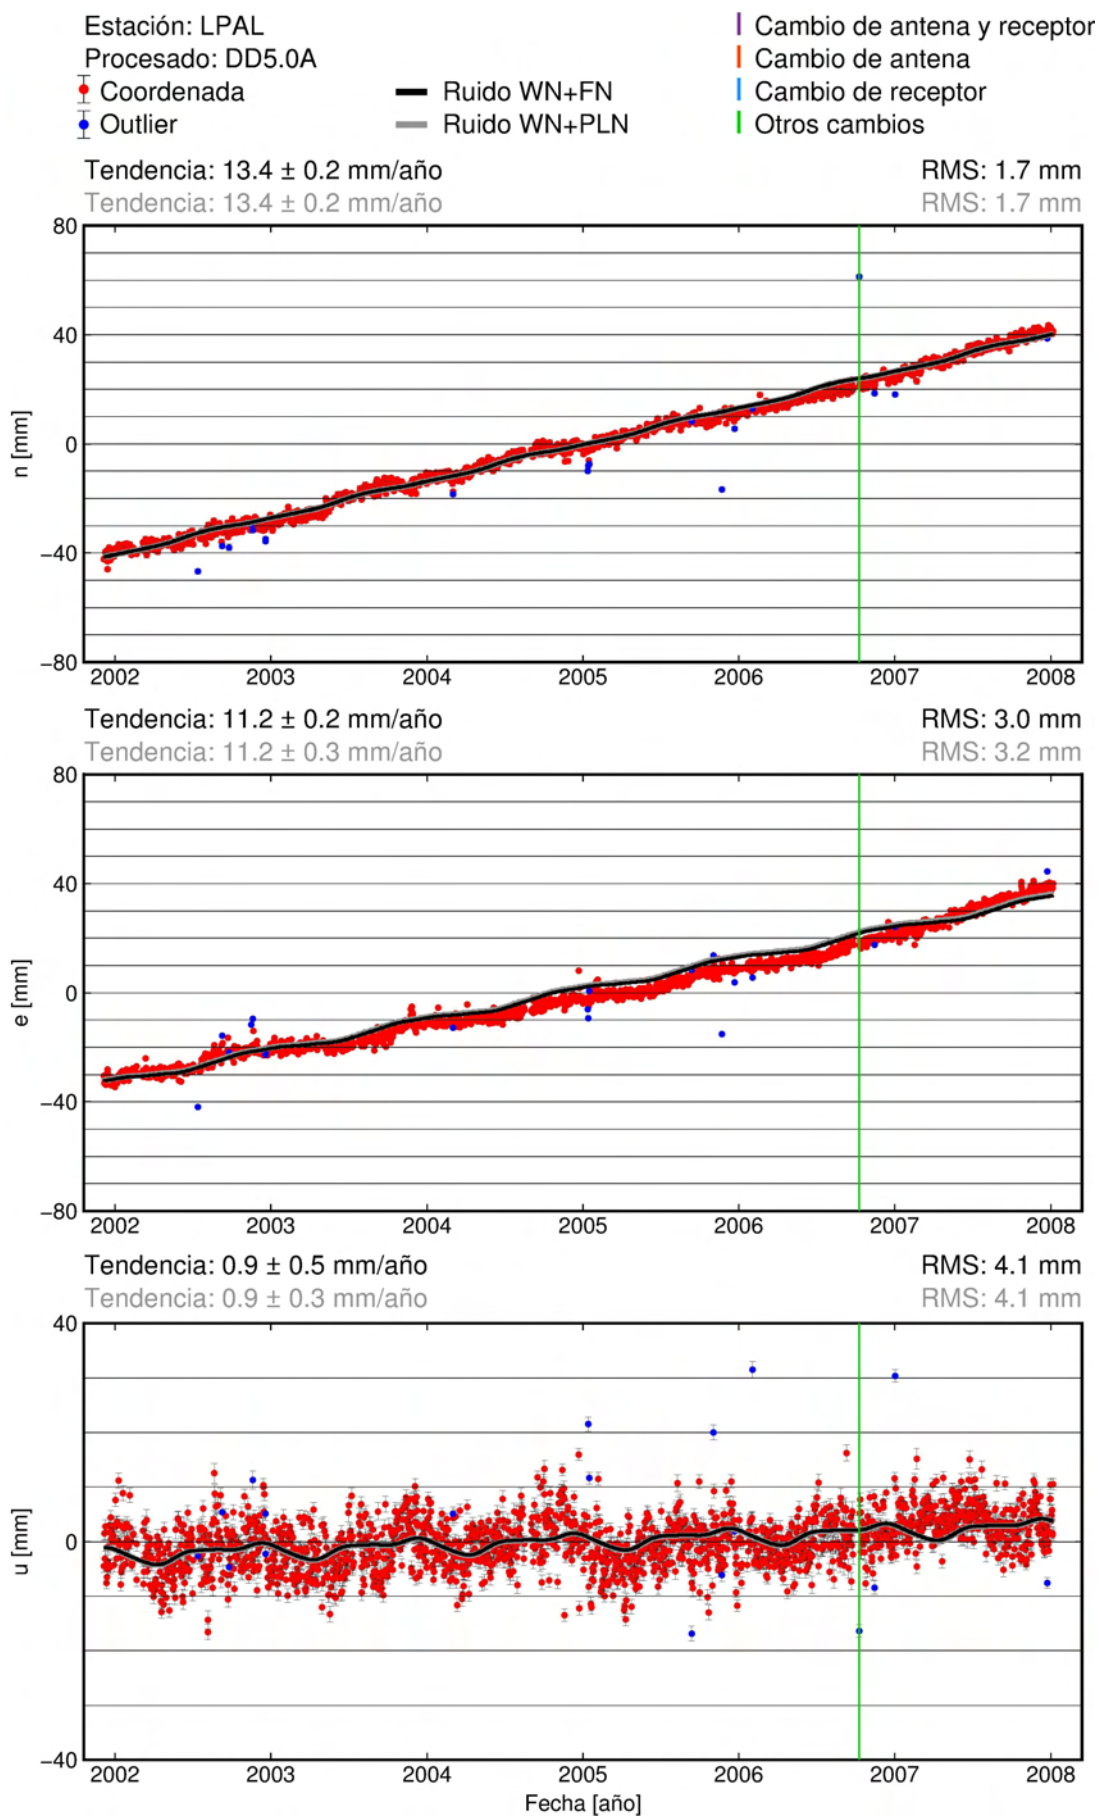 Estación: LPAL
Procesado: DD5.0A
Coordenada
Outlier
Ruido WN+FN
Ruido WN+PLN
Cambio de antena y receptor
Cambio de antena
Cambio de receptor
Otros cambios
Tendencia: 13.4 ± 0.2 mm/año RMS: 1.7 mm
Tendencia: 13.4 ± 0.2 mm/año RMS: 1.7 mm
80
40
0
−40
−80
n [mm]
2002 2003 2004 2005 2006 2007 2008
Tendencia: 11.2 ± 0.2 mm/año RMS: 3.0 mm
Tendencia: 11.2 ± 0.3 mm/año RMS: 3.2 mm
80
40
0
−40
−80
e [mm]
2002 2003 2004 2005 2006 2007 2008
Tendencia: 0.9 ± 0.5 mm/año RMS: 4.1 mm
Tendencia: 0.9 ± 0.3 mm/año RMS: 4.1 mm
40
0
−40
u [mm]
2002 2003 2004 2005 2006 2007 2008
Fecha [año]